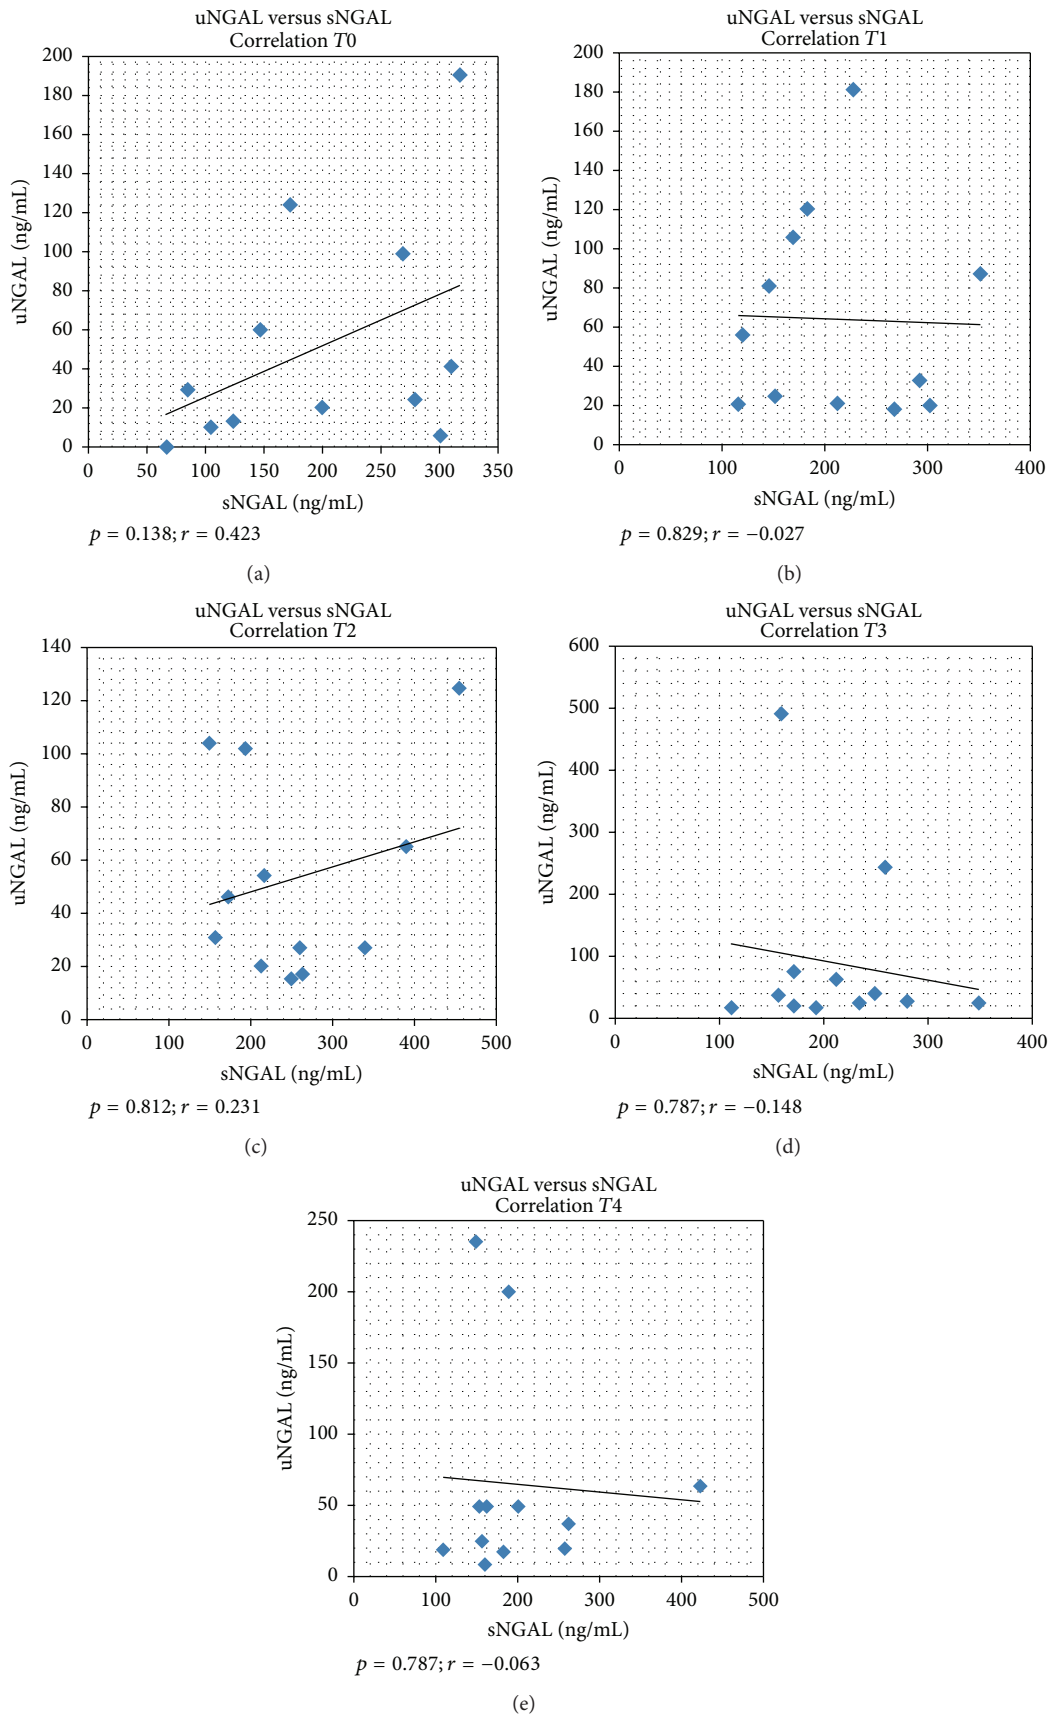 uNGAL versus sNGAL
Correlation T0
200
180
160
140
120
100
80
60
40
20
0
uNGAL (ng/mL)
0 50 100 150 200 250 300 350
sNGAL (ng/mL)
p = 0.138; r = 0.423
(a)
uNGAL versus sNGAL
Correlation T1
200
180
160
140
120
100
80
60
40
20
0
uNGAL (ng/mL)
0 100 200 300 400
sNGAL (ng/mL)
p = 0.829; r = −0.027
(b)
uNGAL versus sNGAL
Correlation T2
140
120
100
80
60
40
20
0
uNGAL (ng/mL)
0 100 200 300 400 500
sNGAL (ng/mL)
p = 0.812; r = 0.231
(c)
uNGAL versus sNGAL
Correlation T3
600
500
400
300
200
100
0
uNGAL (ng/mL)
0 100 200 300 400
sNGAL (ng/mL)
p = 0.787; r = −0.148
(d)
uNGAL versus sNGAL
Correlation T4
250
200
150
100
50
0
uNGAL (ng/mL)
0 100 200 300 400 500
sNGAL (ng/mL)
p = 0.787; r = −0.063
(e)